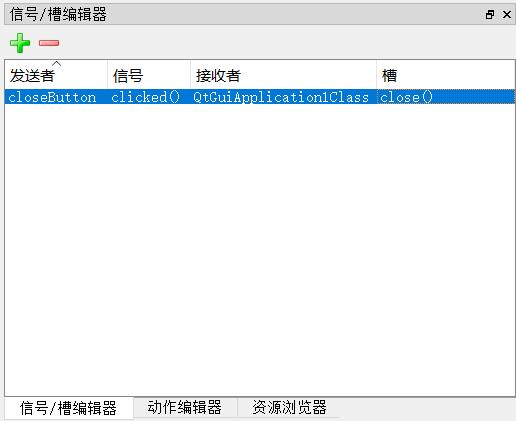 信号/槽编辑器
发送者 信号 接收者 槽
closeButton clicked() QtGuiApplication1Class close()
信号/槽编辑器 动作编辑器 资源浏览器